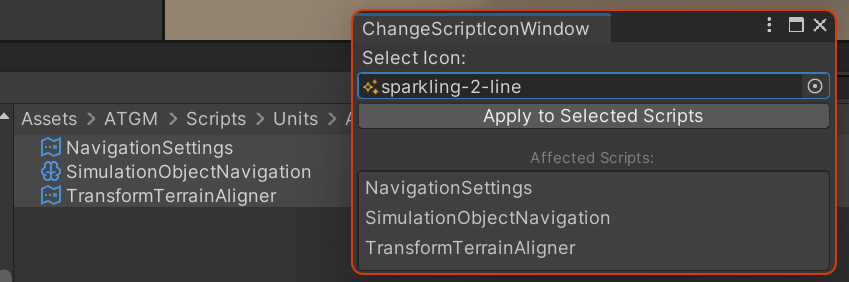 ChangeScriptIconWindow
Select Icon:
sparkling-2-line
Apply to Selected Scripts
Affected Scripts:
NavigationSettings
SimulationObjectNavigation
TransformTerrainAligner
Assets > ATGM > Scripts > Units > A
NavigationSettings
SimulationObjectNavigation
TransformTerrainAligner